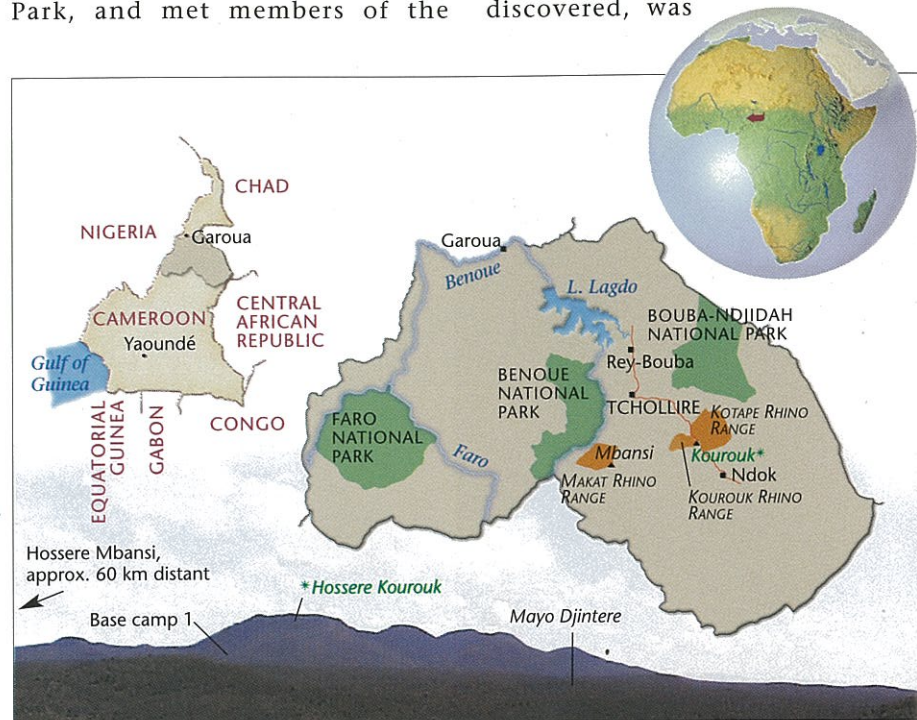 Park, and met members of the discovered, was
CHAD
NIGERIA
Garoua
CENTRAL
AFRICAN
REPUBLIC
CAMEROON
Yaoundé
Gulf of
Guinea
EQUATORIAL
GUINEA
GABON
CONGO
Garoua
Benoue
L. Lagdo
BOUBA-NDJIDAH
NATIONAL PARK
Rey-Bouba
BENOUE
NATIONAL
PARK
TCHOLLIRE
KOTAPE RHINO
RANGE
FARO
NATIONAL
PARK
Faro
Mbansi
Kourouk*
MAKAT RHINO
RANGE
Ndok
KOUROUK RHINO
RANGE
Hossere Mbansi,
approx. 60 km distant
*Hossere Kourouk
Base camp 1
Mayo Djintere